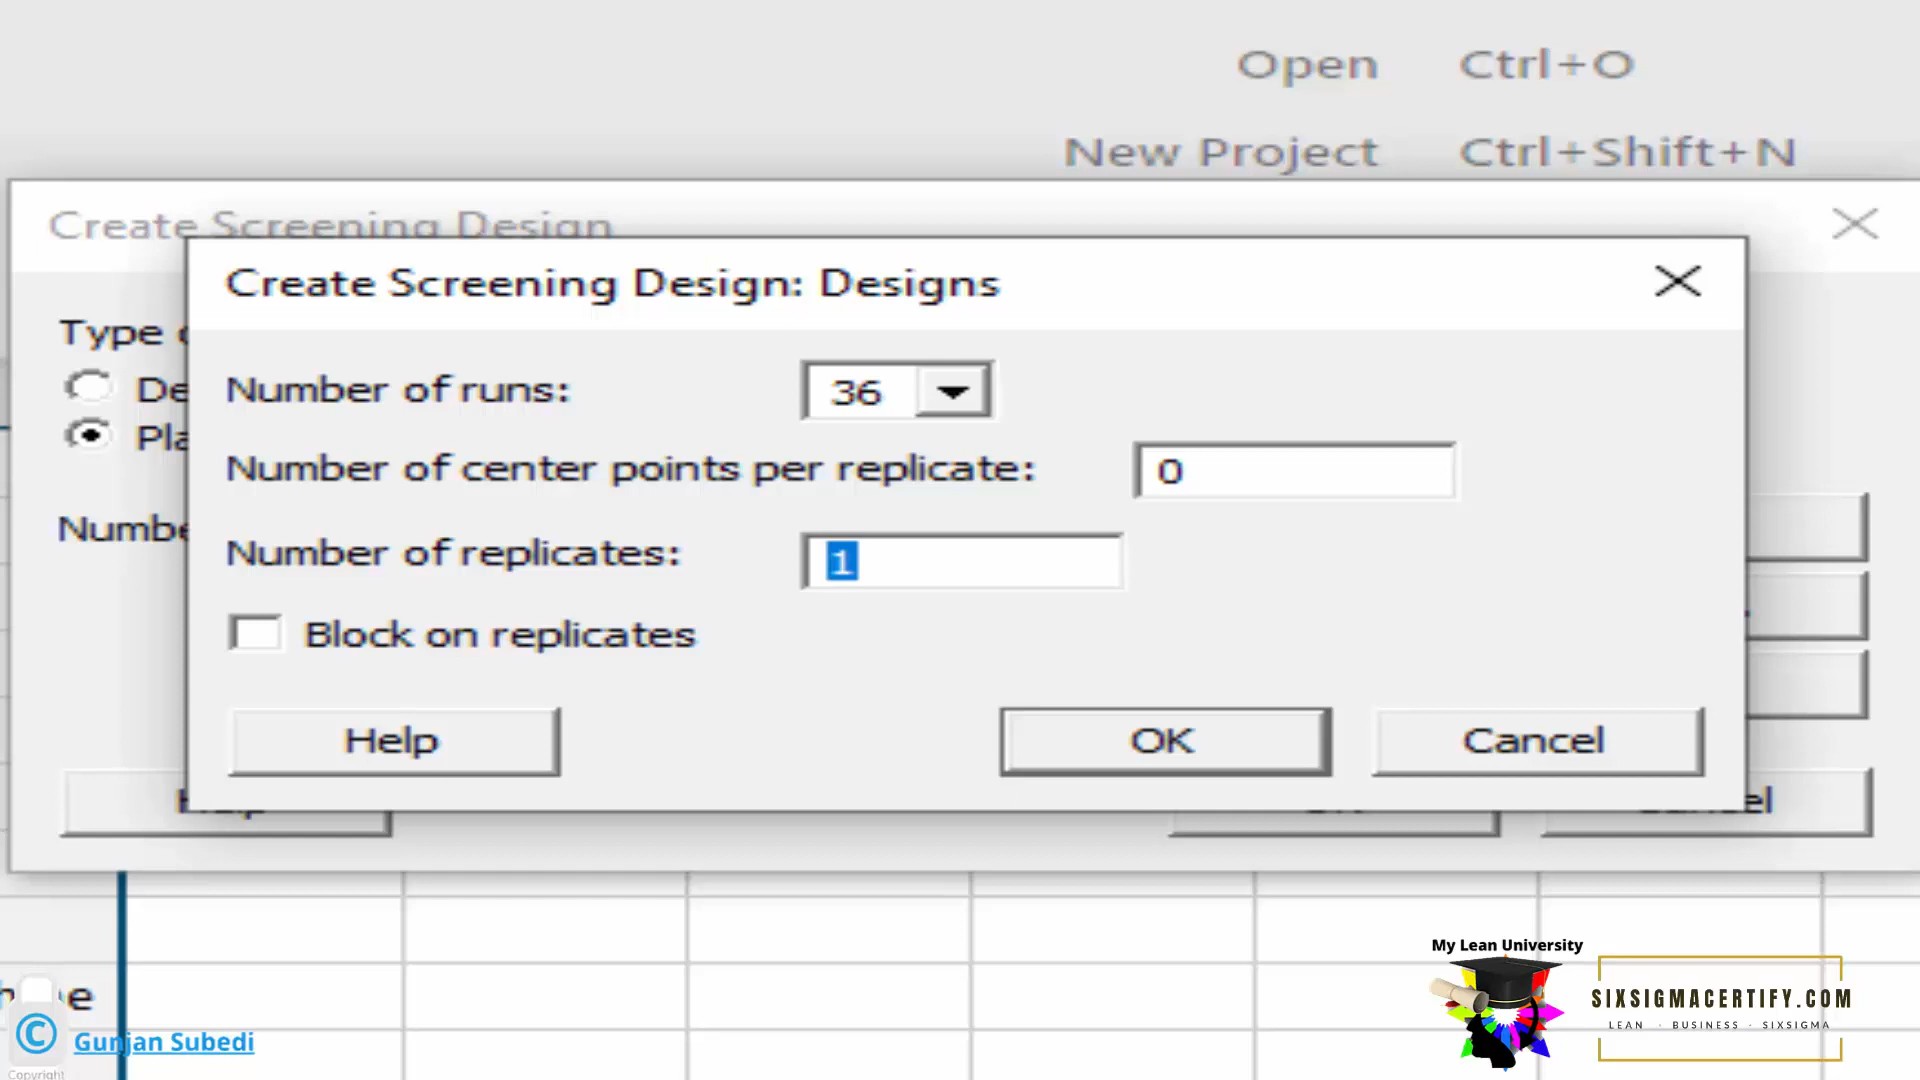 Open Ctrl+O
New Project Ctrl+Shift+N
Create Screening Design
Create Screening Design: Designs
Type
Number of runs: 36
Number of center points per replicate: 0
Number of replicates: 1
Block on replicates
Help OK Cancel
My Lean University
SIXSIGMACERTIFY.COM
LEAN · BUSINESS · SIXSIGMA
© Gunjan Subedi
Copyright